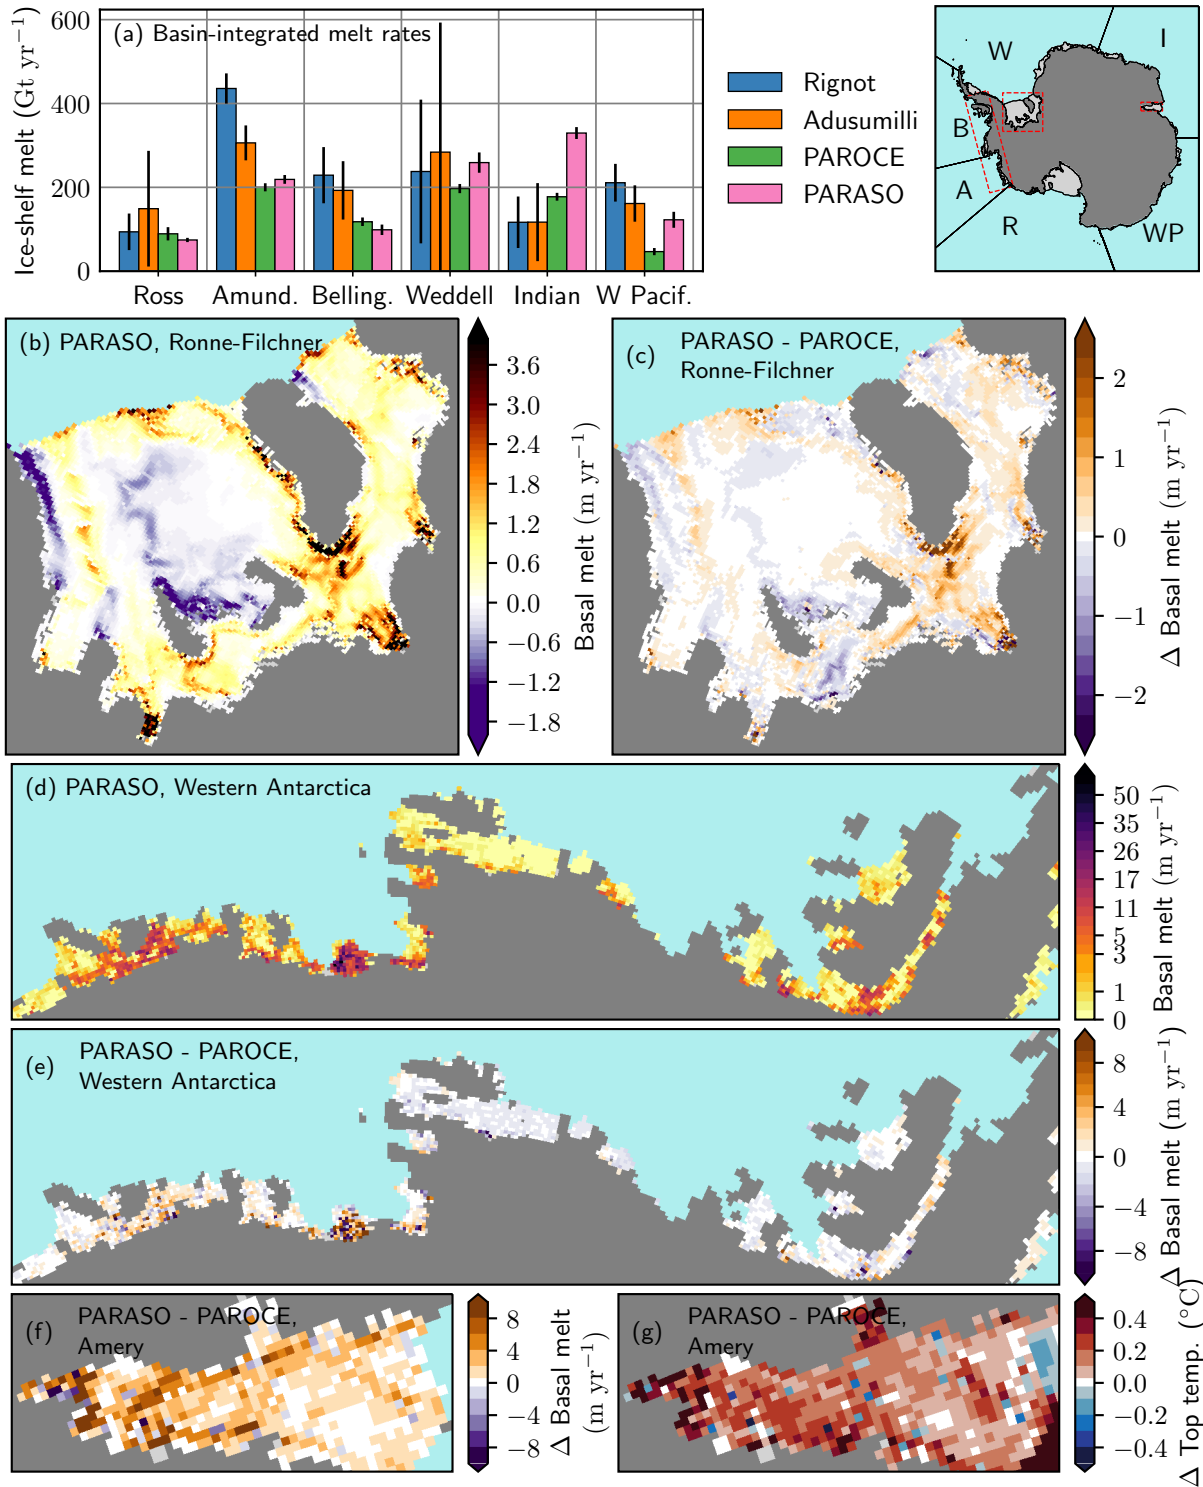 (a) Basin-integrated melt rates
Ice-shelf melt (Gt yr−1)
600
400
200
0
Ross
Amund.
Belling.
Weddell
Indian
W Pacif.
Rignot
Adusumilli
PAROCE
PARASO
W
I
B
A
R
WP
(b) PARASO, Ronne-Filchner
3.6
3.0
2.4
1.8
1.2
0.6
0.0
−0.6
−1.2
−1.8
Basal melt (m yr−1)
(c)
PARASO - PAROCE,
Ronne-Filchner
2
1
0
−1
−2
Δ Basal melt (m yr−1)
(d) PARASO, Western Antarctica
50
35
26
17
11
5
3
1
0
Basal melt (m yr−1)
(e)
PARASO - PAROCE,
Western Antarctica
8
4
0
−4
−8
Δ Basal melt (m yr−1)
(f)
PARASO - PAROCE,
Amery
8
4
0
−4
−8
Δ Basal melt
(m yr−1)
(g)
PARASO - PAROCE,
Amery
0.4
0.2
0.0
−0.2
−0.4
Δ Top temp. (°C)